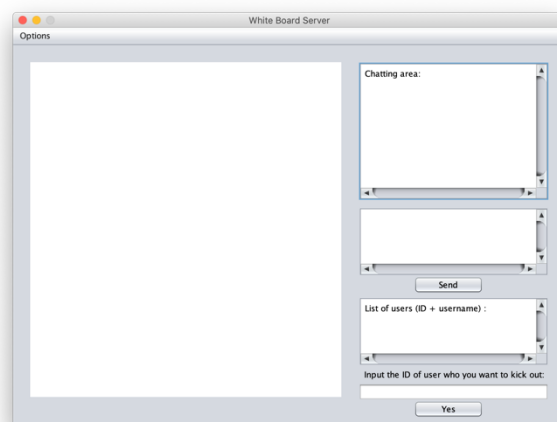 White Board Server
Options
Chatting area:
Send
List of users (ID + username) :
Input the ID of user who you want to kick out:
Yes